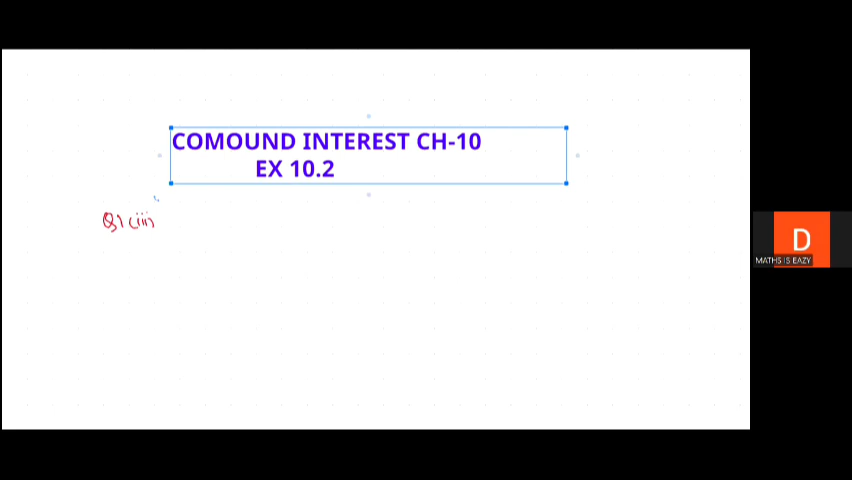 COMOUND INTEREST CH-10
EX 10.2
Q1 (iii)
D
MATHS IS EAZY